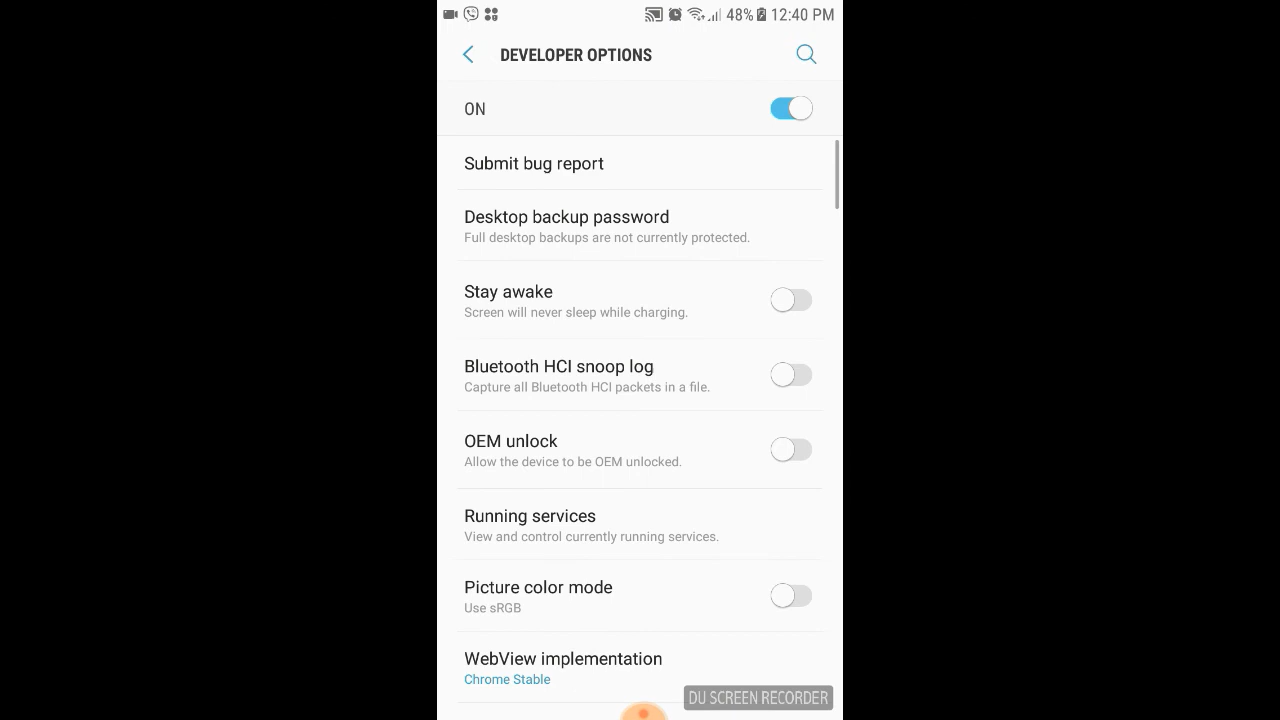 48% 12:40 PM
DEVELOPER OPTIONS
ON
Submit bug report
Desktop backup password
Full desktop backups are not currently protected.
Stay awake
Screen will never sleep while charging.
Bluetooth HCI snoop log
Capture all Bluetooth HCI packets in a file.
OEM unlock
Allow the device to be OEM unlocked.
Running services
View and control currently running services.
Picture color mode
Use sRGB
WebView implementation
Chrome Stable
DU SCREEN RECORDER